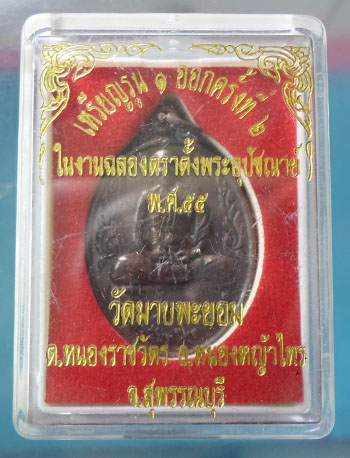 เหรียญรุ่น ๑ ออกครั้งที่ ๒
ในงานฉลองตราตั้งพระอุปัชฌาย์
พ.ศ.๕๕
วัดมาบพะยอม
ต.หนองราชวัตร อ.หนองหญ้าไทร
จ.สุพรรณบุรี